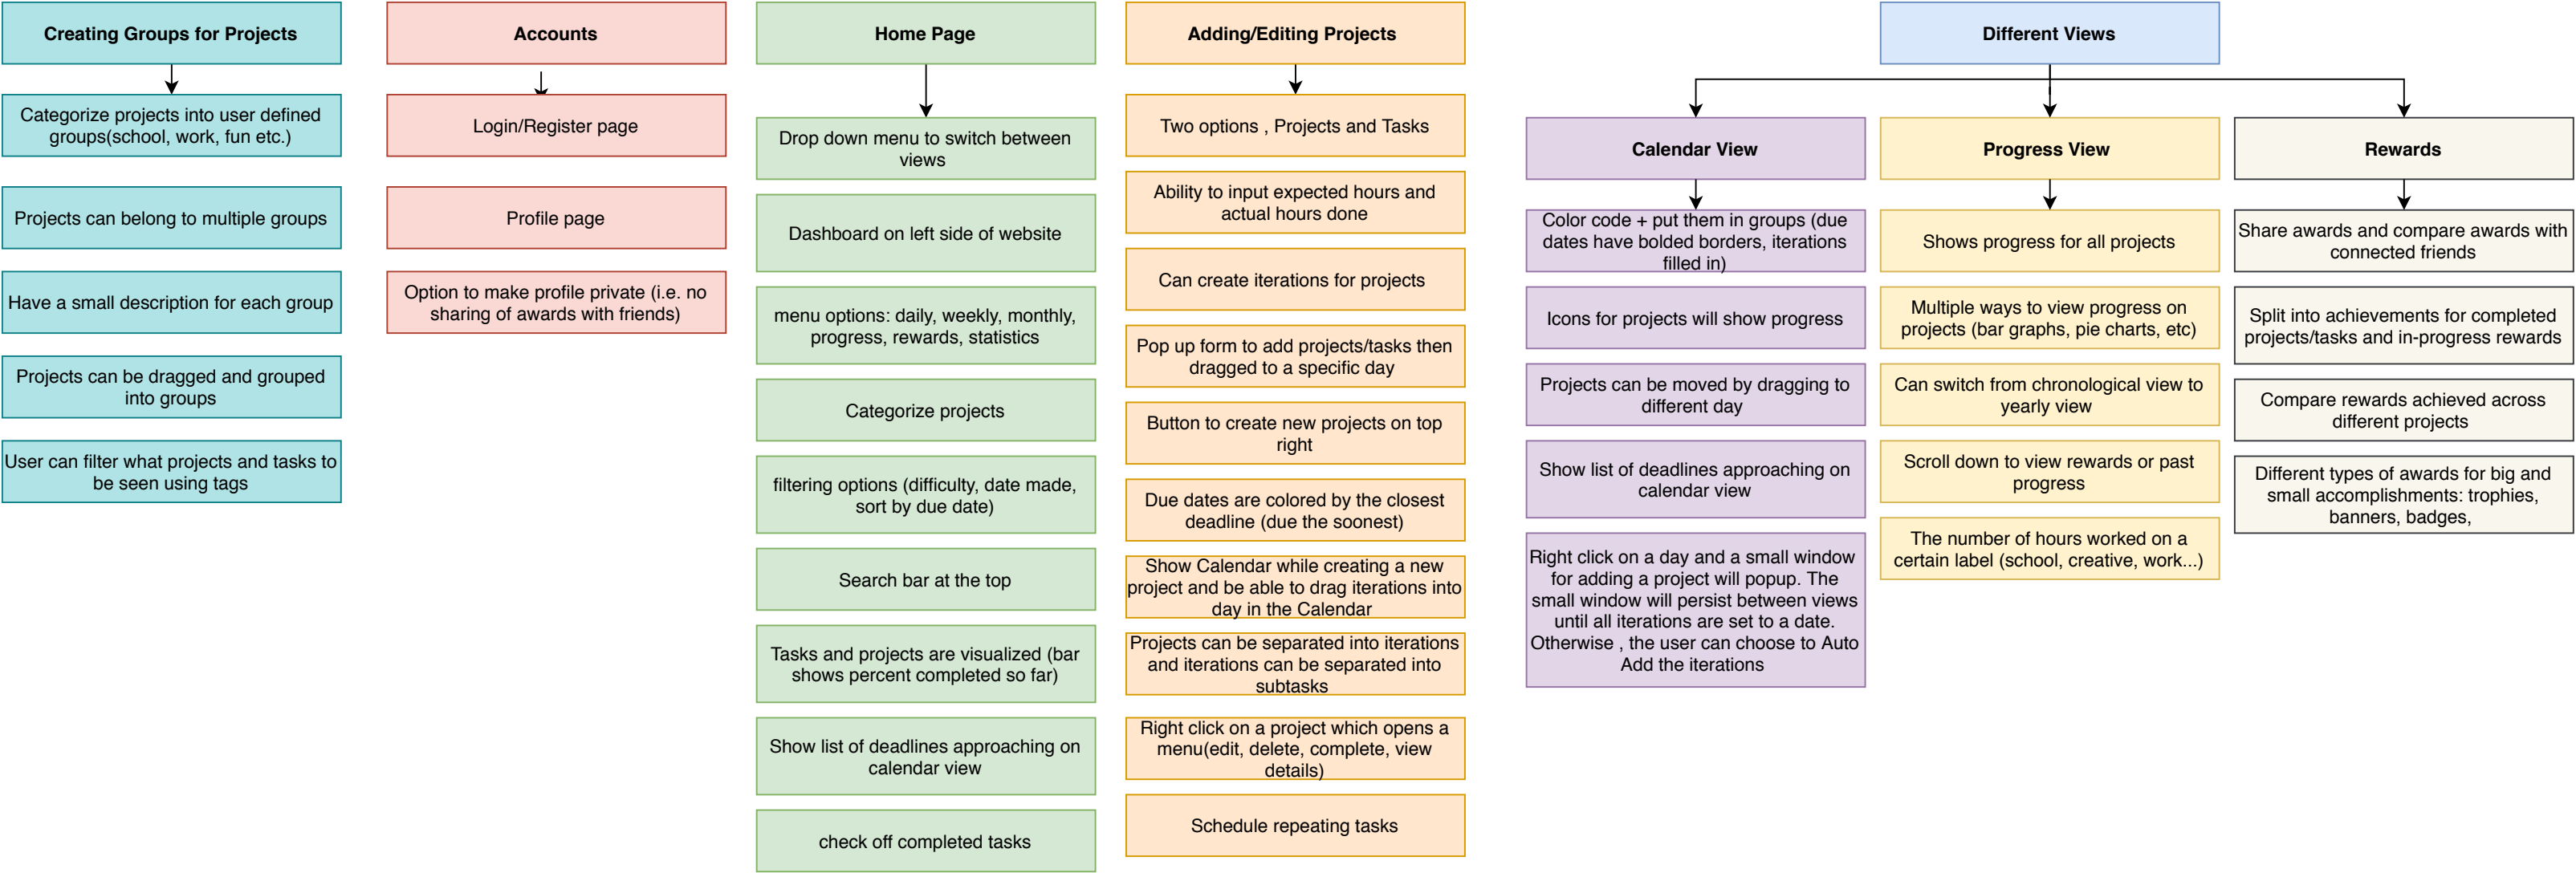 Creating Groups for Projects
Categorize projects into user defined
groups(school, work, fun etc.)
Projects can belong to multiple groups
Have a small description for each group
Projects can be dragged and grouped
into groups
User can filter what projects and tasks to
be seen using tags
Accounts
Login/Register page
Profile page
Option to make profile private (i.e. no
sharing of awards with friends)
Home Page
Drop down menu to switch between
views
Dashboard on left side of website
menu options: daily, weekly, monthly,
progress, rewards, statistics
Categorize projects
filtering options (difficulty, date made,
sort by due date)
Search bar at the top
Tasks and projects are visualized (bar
shows percent completed so far)
Show list of deadlines approaching on
calendar view
check off completed tasks
Adding/Editing Projects
Two options , Projects and Tasks
Ability to input expected hours and
actual hours done
Can create iterations for projects
Pop up form to add projects/tasks then
dragged to a specific day
Button to create new projects on top
right
Due dates are colored by the closest
deadline (due the soonest)
Show Calendar while creating a new
project and be able to drag iterations into
day in the Calendar
Projects can be separated into iterations
and iterations can be separated into
subtasks
Right click on a project which opens a
menu(edit, delete, complete, view
details)
Schedule repeating tasks
Different Views
Calendar View
Color code + put them in groups (due
dates have bolded borders, iterations
filled in)
Icons for projects will show progress
Projects can be moved by dragging to
different day
Show list of deadlines approaching on
calendar view
Right click on a day and a small window
for adding a project will popup. The
small window will persist between views
until all iterations are set to a date.
Otherwise , the user can choose to Auto
Add the iterations
Progress View
Shows progress for all projects
Multiple ways to view progress on
projects (bar graphs, pie charts, etc)
Can switch from chronological view to
yearly view
Scroll down to view rewards or past
progress
The number of hours worked on a
certain label (school, creative, work...)
Rewards
Share awards and compare awards with
connected friends
Split into achievements for completed
projects/tasks and in-progress rewards
Compare rewards achieved across
different projects
Different types of awards for big and
small accomplishments: trophies,
banners, badges,